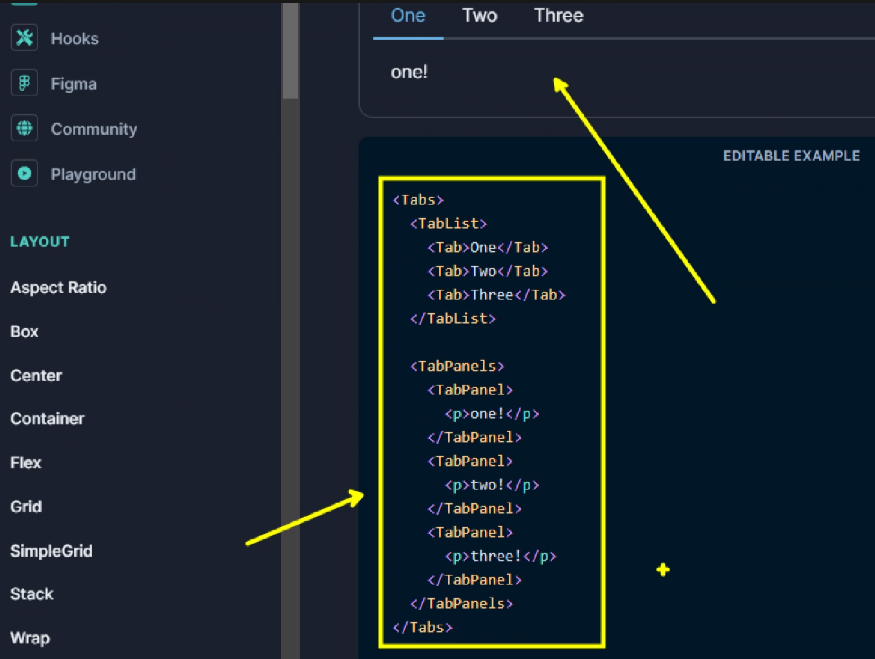 Hooks
Figma
Community
Playground
LAYOUT
Aspect Ratio
Box
Center
Container
Flex
Grid
SimpleGrid
Stack
Wrap
One Two Three
one!
EDITABLE EXAMPLE
<Tabs>
<TabList>
<Tab>One</Tab>
<Tab>Two</Tab>
<Tab>Three</Tab>
</TabList>
<TabPanels>
<TabPanel>
<p>one!</p>
</TabPanel>
<TabPanel>
<p>two!</p>
</TabPanel>
<TabPanel>
<p>three!</p>
</TabPanel>
</TabPanels>
</Tabs>